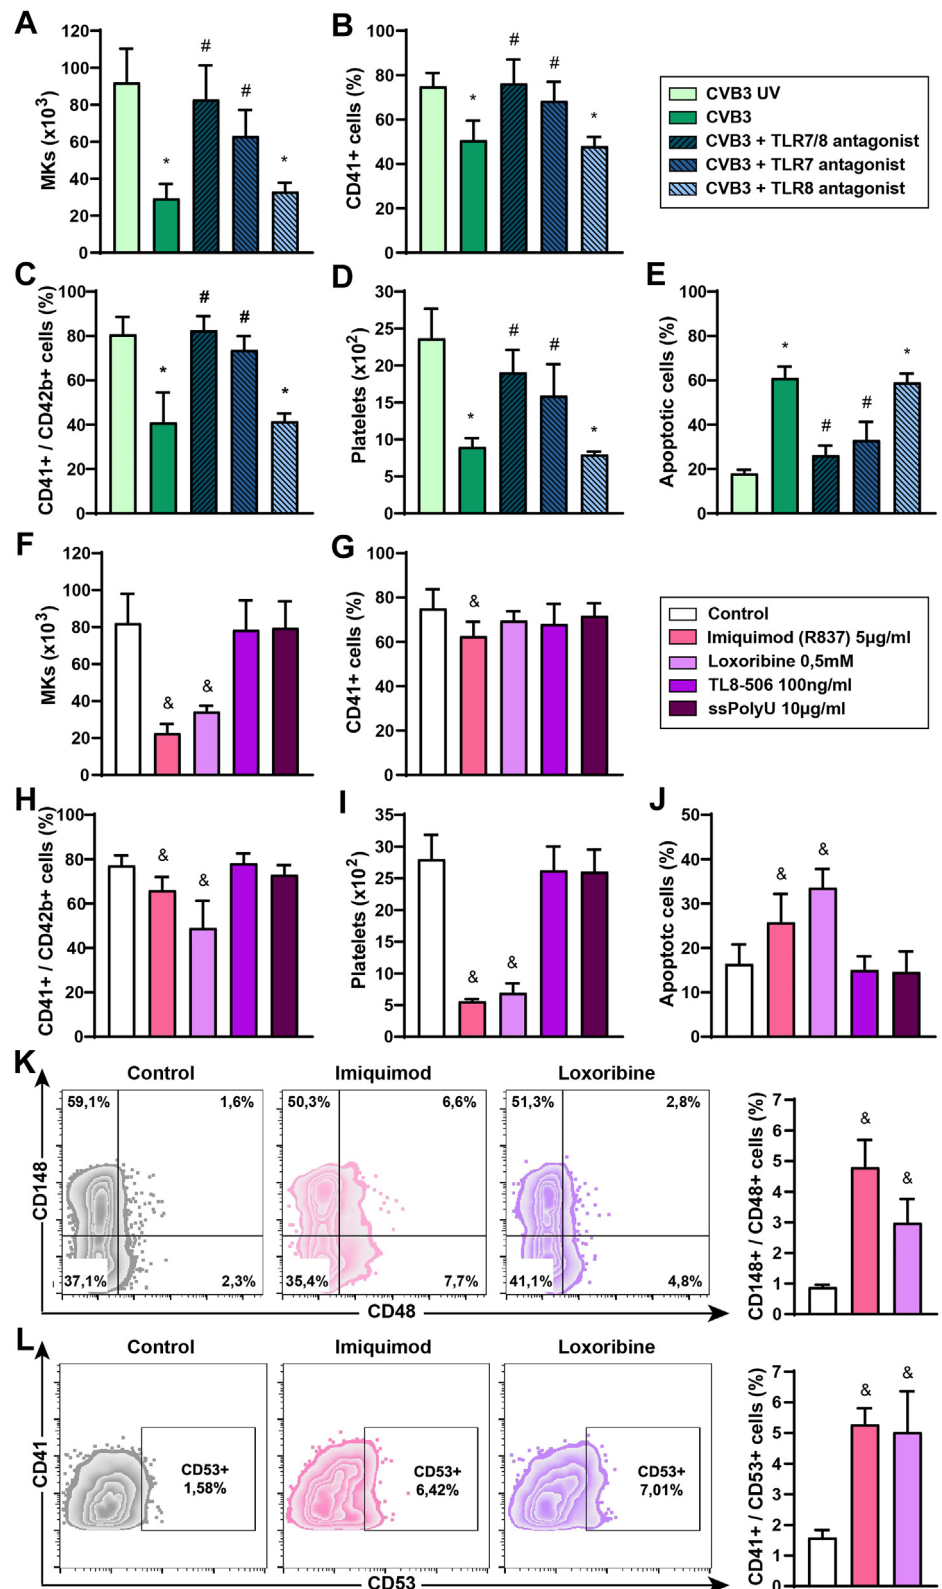 A
MKs (x10³)
120
100
80
60
40
20
0
*
#
#
*
B
CD41+ cells (%)
100
80
60
40
20
0
*
#
#
*
CVB3 UV
CVB3
CVB3 + TLR7/8 antagonist
CVB3 + TLR7 antagonist
CVB3 + TLR8 antagonist
C
CD41+ / CD42b+ cells (%)
100
80
60
40
20
0
*
#
#
*
D
Platelets (x10²)
30
25
20
15
10
5
0
*
#
#
*
E
Apoptotic cells (%)
100
80
60
40
20
0
*
#
#
*
F
MKs (x10³)
120
100
80
60
40
20
0
&
&
G
CD41+ cells (%)
100
80
60
40
20
0
&
Control
Imiquimod (R837) 5µg/ml
Loxoribine 0,5mM
TL8-506 100ng/ml
ssPolyU 10µg/ml
H
CD41+ / CD42b+ cells (%)
100
80
60
40
20
0
&
&
I
Platelets (x10²)
35
30
25
20
15
10
5
0
&
&
J
Apoptotc cells (%)
50
40
30
20
10
0
&
&
K
Control
Imiquimod
Loxoribine
CD148
59,1%
1,6%
37,1%
2,3%
50,3%
6,6%
35,4%
7,7%
51,3%
2,8%
41,1%
4,8%
CD48
CD148+ / CD48+ cells (%)
7
6
5
4
3
2
1
0
&
&
L
Control
Imiquimod
Loxoribine
CD41
CD53+
1,58%
CD53+
6,42%
CD53+
7,01%
CD53
CD41+ / CD53+ cells (%)
7
6
5
4
3
2
1
0
&
&